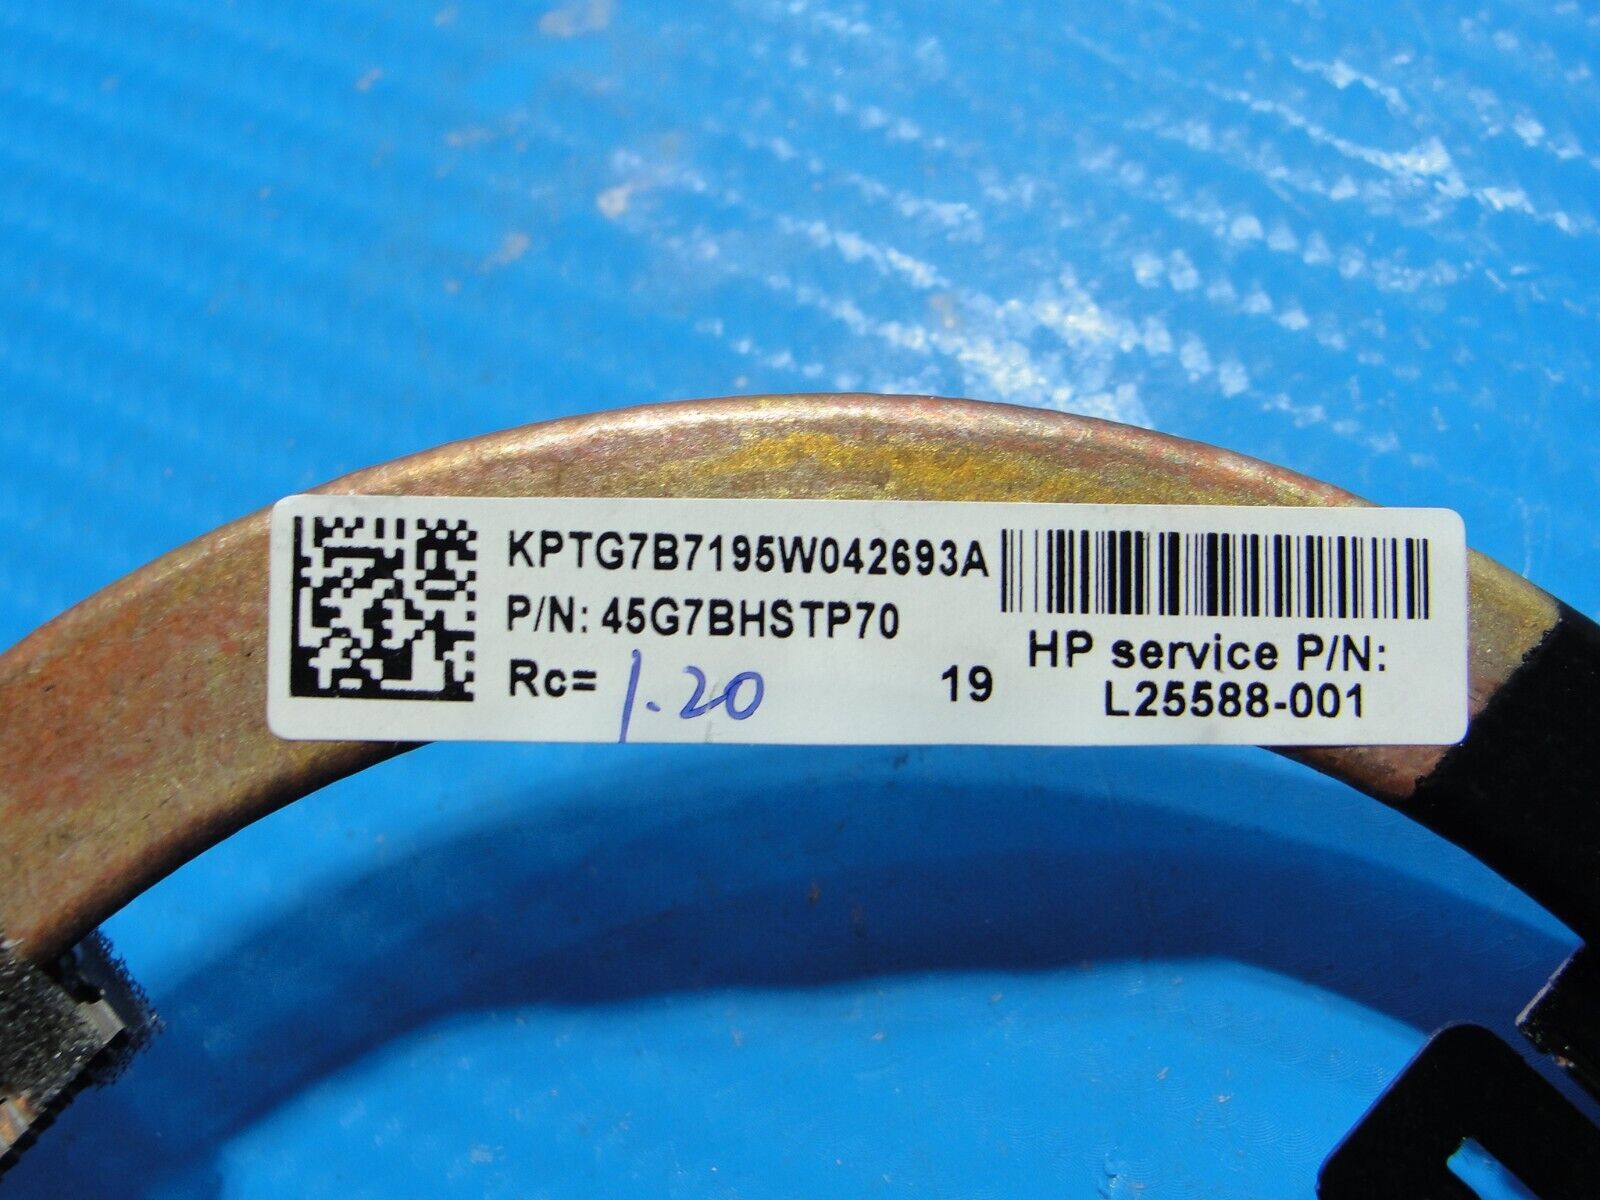 KPTG7B7195W042693A
P/N: 45G7BHSTP70
Rc= 1.20
19
HP service P/N:
L25588-001